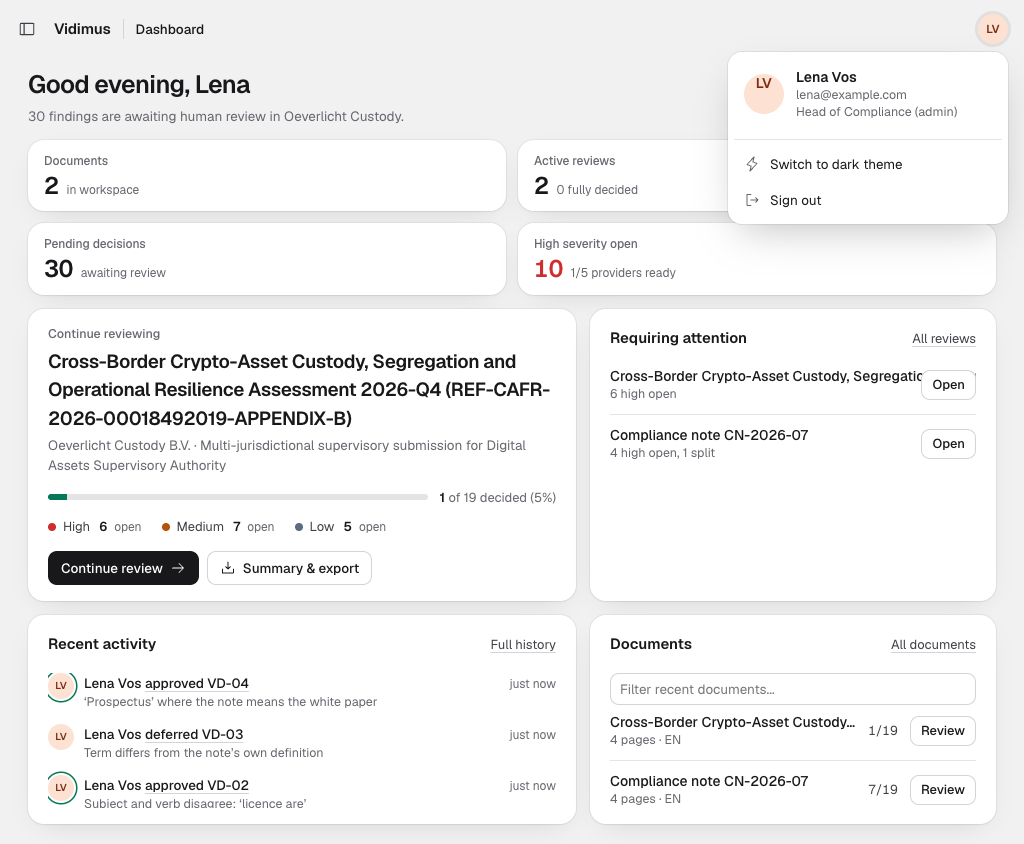 Vidimus
Dashboard
LV
Good evening, Lena
30 findings are awaiting human review in Oeverlicht Custody.
LV
Lena Vos
lena@example.com
Head of Compliance (admin)
Switch to dark theme
Sign out
Documents
2 in workspace
Active reviews
2 0 fully decided
Pending decisions
30 awaiting review
High severity open
10 1/5 providers ready
Continue reviewing
Cross-Border Crypto-Asset Custody, Segregation and
Operational Resilience Assessment 2026-Q4 (REF-CAFR-
2026-00018492019-APPENDIX-B)
Oeverlicht Custody B.V. · Multi-jurisdictional supervisory submission for Digital
Assets Supervisory Authority
1 of 19 decided (5%)
High 6 open
Medium 7 open
Low 5 open
Continue review
Summary & export
Requiring attention
All reviews
Cross-Border Crypto-Asset Custody,
6 high open
Open
Compliance note CN-2026-07
4 high open, 1 split
Open
Recent activity
Full history
LV
Lena Vos approved VD-04
just now
‘Prospectus’ where the note means the white paper
LV
Lena Vos deferred VD-03
just now
Term differs from the note’s own definition
LV
Lena Vos approved VD-02
just now
Subject and verb disagree: ‘licence are’
Documents
All documents
Filter recent documents…
Cross-Border Crypto-Asset Custody…
4 pages · EN
1/19
Review
Compliance note CN-2026-07
4 pages · EN
7/19
Review